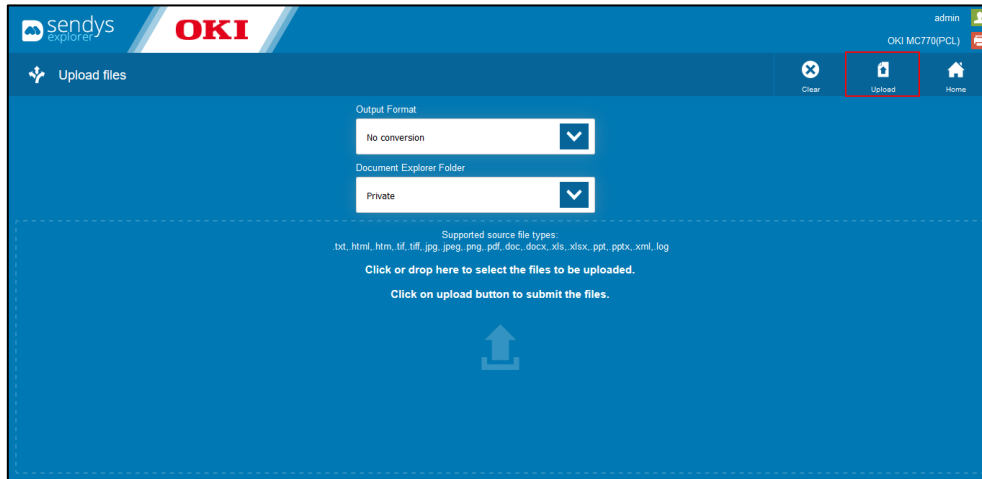 sendys
explorer
OKI
admin
OKI MC770(PCL)
Upload files
Clear
Upload
Home
Output Format
No conversion
Document Explorer Folder
Private
Supported source file types:
.txt,.html,.htm,.tif,.tiff,.jpg,.jpeg,.png,.pdf,.doc,.docx,.xls,.xlsx,.ppt,.pptx,.xml,.log
Click or drop here to select the files to be uploaded.
Click on upload button to submit the files.